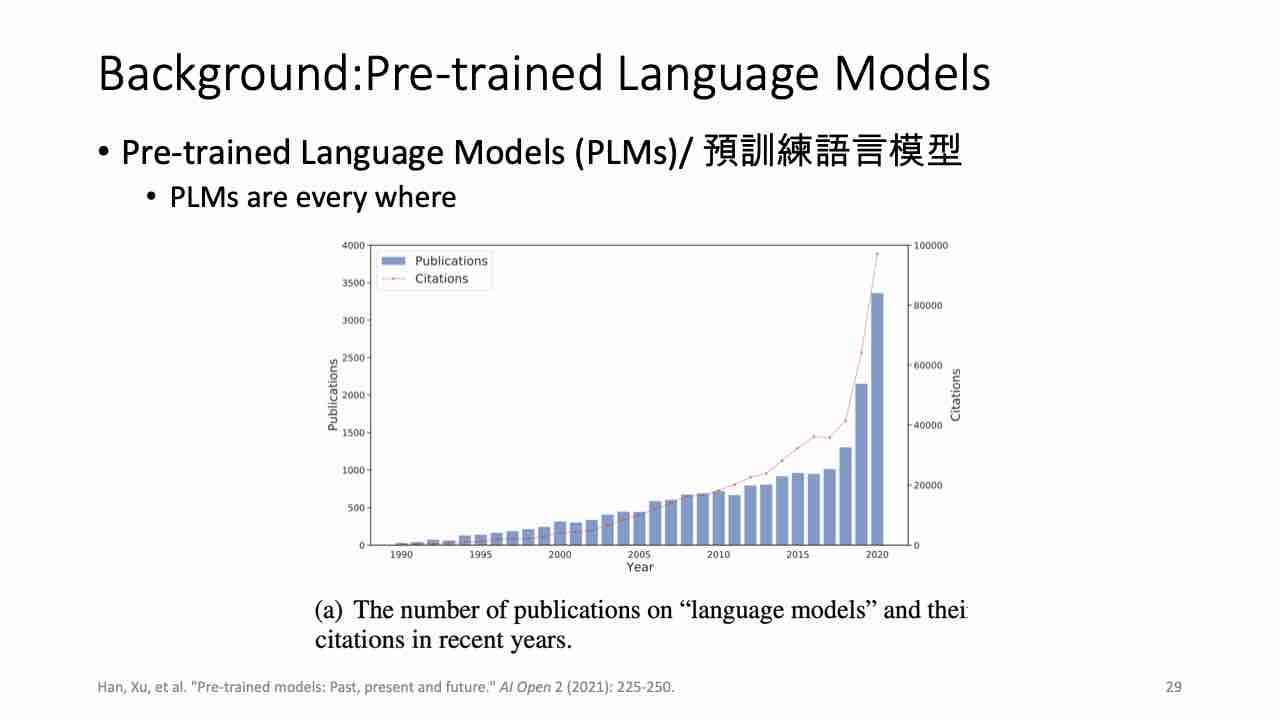 Background:Pre-trained Language Models
• Pre-trained Language Models (PLMs)/ 預訓練語言模型
• PLMs are every where
4000
3500
3000
2500
2000
1500
1000
500
0
Publications
Publications
Citations
100000
80000
60000
40000
20000
0
Citations
1990 1995 2000 2005 2010 2015 2020
Year
(a) The number of publications on “language models” and thei
citations in recent years.
Han, Xu, et al. "Pre-trained models: Past, present and future." AI Open 2 (2021): 225-250.
29